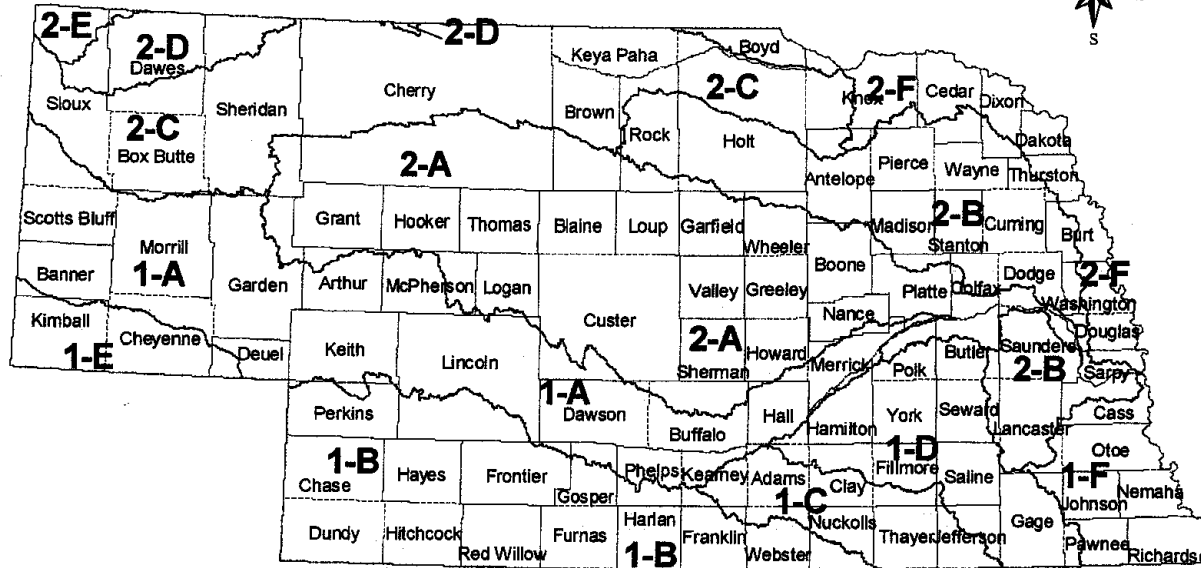 S
2-E
2-D
2-D
Dawes
Sioux
Sheridan
Cherry
Keya Paha
Boyd
2-C
Knox
2-F
Cedar
Dixon
Dakota
2-C
Box Butte
Brown
Rock
Holt
2-A
Antelope
Pierce
Wayne
Thurston
Scotts Bluff
Morrill
Grant
Hooker
Thomas
Blaine
Loup
Garfield
Wheeler
Madison
2-B
Stanton
Cuming
Burt
Banner
1-A
Garden
Arthur
McPherson
Logan
Custer
Valley
Greeley
Boone
Platte
Colfax
Dodge
2-F
Washington
Kimball
Cheyenne
1-E
Deuel
Keith
Lincoln
2-A
Sherman
Howard
Nance
Merrick
Polk
Butler
Saunders
2-B
Douglas
Sarpy
Perkins
1-A
Dawson
Buffalo
Hall
Hamilton
York
Seward
Lancaster
Cass
1-B
Chase
Hayes
Frontier
Gosper
Phelps
Kearney
Adams
Clay
1-D
Fillmore
Saline
Otoe
1-F
Johnson
Nemaha
1-C
Dundy
Hitchcock
Red Willow
Furnas
Harlan
1-B
Franklin
Webster
Nuckolls
Thayer
Jefferson
Gage
Pawnee
Richards